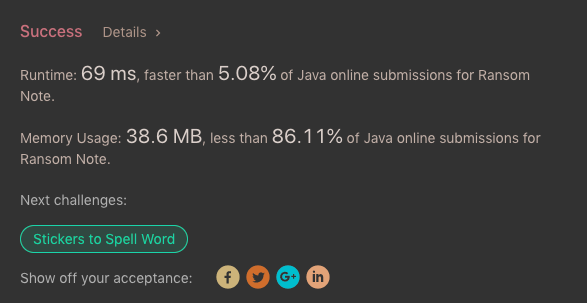 Success Details >
Runtime: 69 ms, faster than 5.08% of Java online submissions for Ransom
Note.
Memory Usage: 38.6 MB, less than 86.11% of Java online submissions for
Ransom Note.
Next challenges:
Stickers to Spell Word
Show off your acceptance: f G+ in